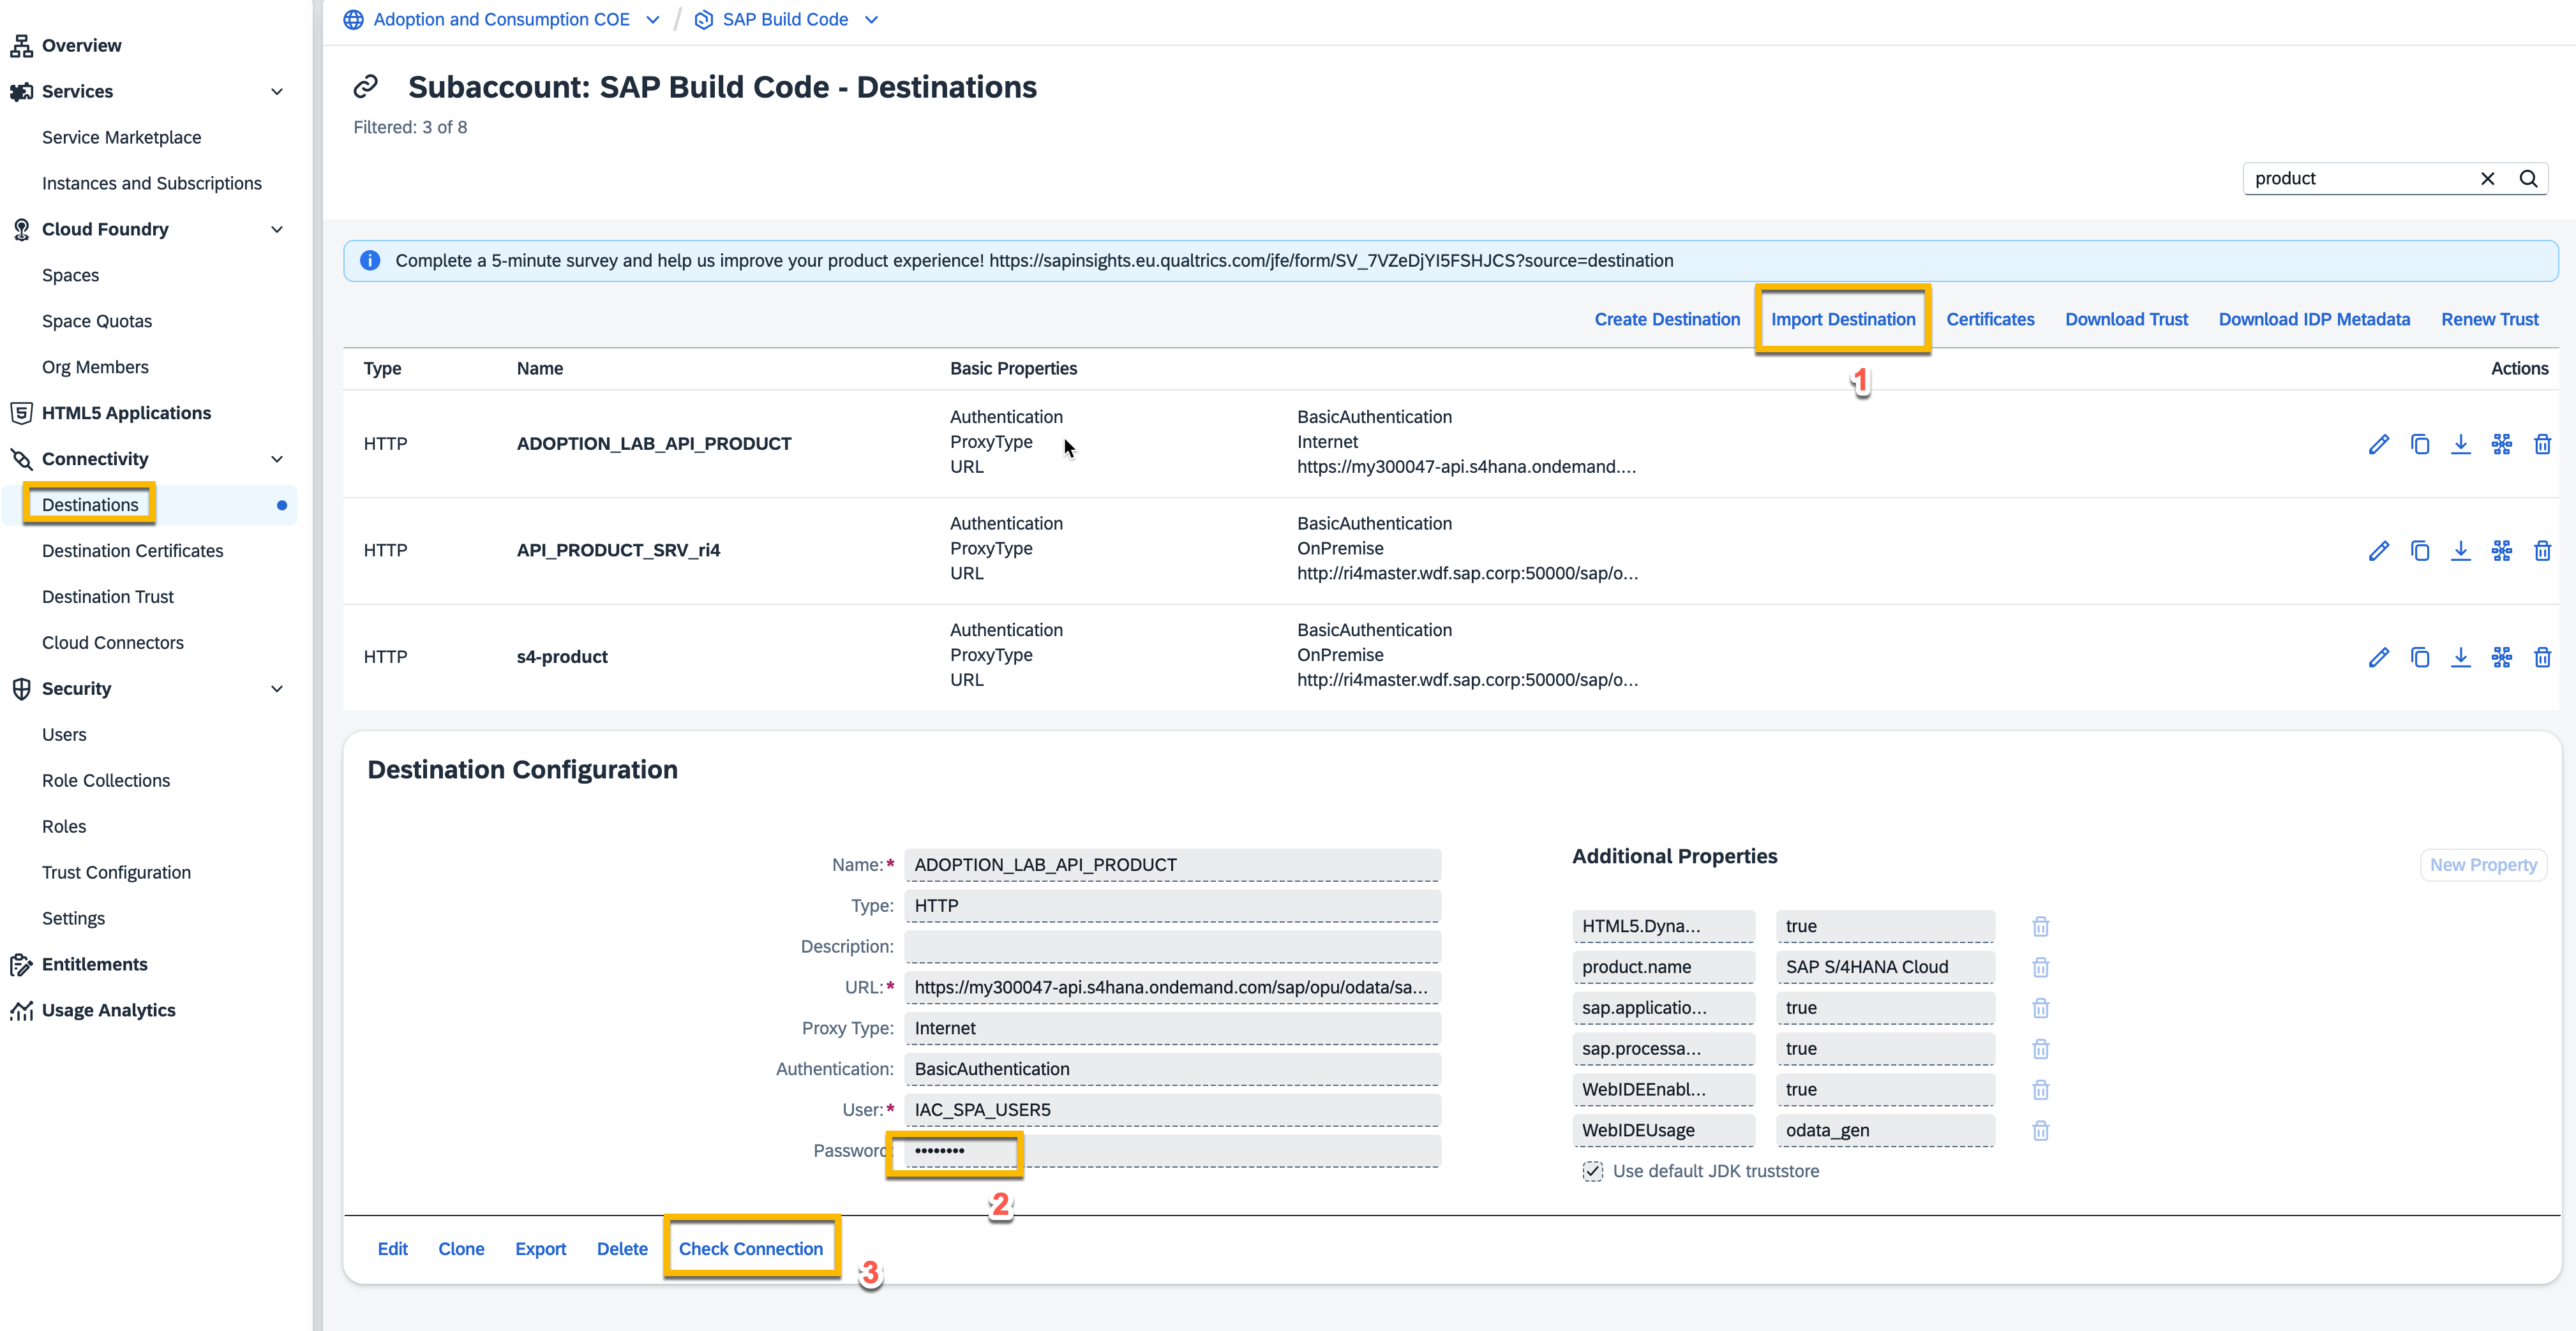 Overview
Services
Service Marketplace
Instances and Subscriptions
Cloud Foundry
Spaces
Space Quotas
Org Members
HTML5 Applications
Connectivity
Destinations
Destination Certificates
Destination Trust
Cloud Connectors
Security
Users
Role Collections
Roles
Trust Configuration
Settings
Entitlements
Usage Analytics
Adoption and Consumption COE / SAP Build Code
Subaccount: SAP Build Code - Destinations
Filtered: 3 of 8
product
Complete a 5-minute survey and help us improve your product experience! https://sapinsights.eu.qualtrics.com/jfe/form/SV_7VZeDjYI5FSHJCS?source=destination
Create Destination Import Destination Certificates Download Trust Download IDP Metadata Renew Trust
1
Type Name Basic Properties Actions
HTTP ADOPTION_LAB_API_PRODUCT
Authentication BasicAuthentication
ProxyType Internet
URL https://my300047-api.s4hana.ondemand....
HTTP API_PRODUCT_SRV_ri4
Authentication BasicAuthentication
ProxyType OnPremise
URL http://ri4master.wdf.sap.corp:50000/sap/o...
HTTP s4-product
Authentication BasicAuthentication
ProxyType OnPremise
URL http://ri4master.wdf.sap.corp:50000/sap/o...
Destination Configuration
Name:* ADOPTION_LAB_API_PRODUCT
Type: HTTP
Description:
URL:* https://my300047-api.s4hana.ondemand.com/sap/opu/odata/sa...
Proxy Type: Internet
Authentication: BasicAuthentication
User:* IAC_SPA_USER5
Password: ••••••••
2
Additional Properties
New Property
HTML5.Dyna... true
product.name SAP S/4HANA Cloud
sap.applicatio... true
sap.processa... true
WebIDEEnabl... true
WebIDEUsage odata_gen
Use default JDK truststore
Edit Clone Export Delete Check Connection
3